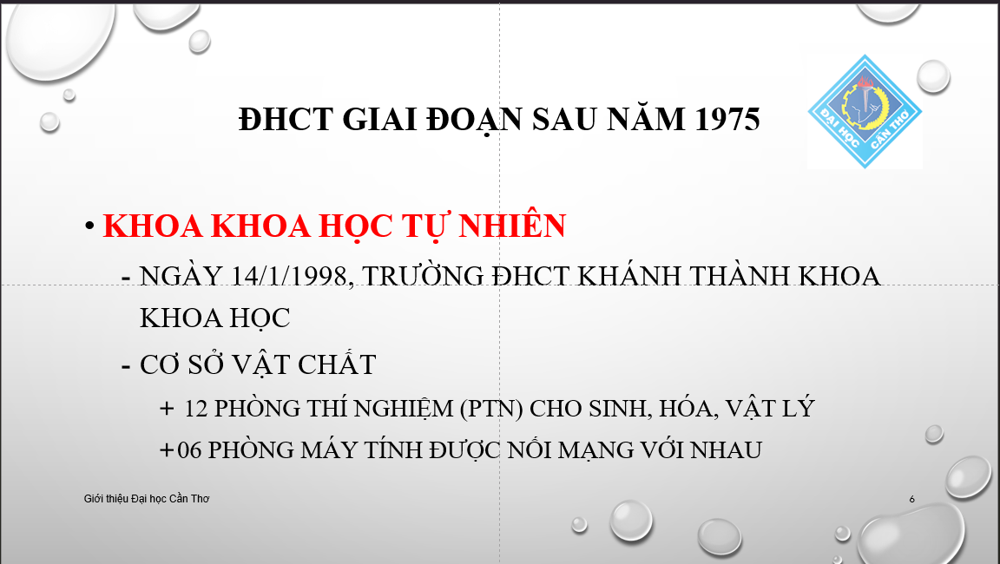 ĐHCT GIAI ĐOẠN SAU NĂM 1975
ĐẠI HỌC CẦN THƠ
• KHOA KHOA HỌC TỰ NHIÊN
- NGÀY 14/1/1998, TRƯỜNG ĐHCT KHÁNH THÀNH KHOA
KHOA HỌC
- CƠ SỞ VẬT CHẤT
+ 12 PHÒNG THÍ NGHIỆM (PTN) CHO SINH, HÓA, VẬT LÝ
+06 PHÒNG MÁY TÍNH ĐƯỢC NỐI MẠNG VỚI NHAU
Giới thiệu Đại học Cần Thơ
6